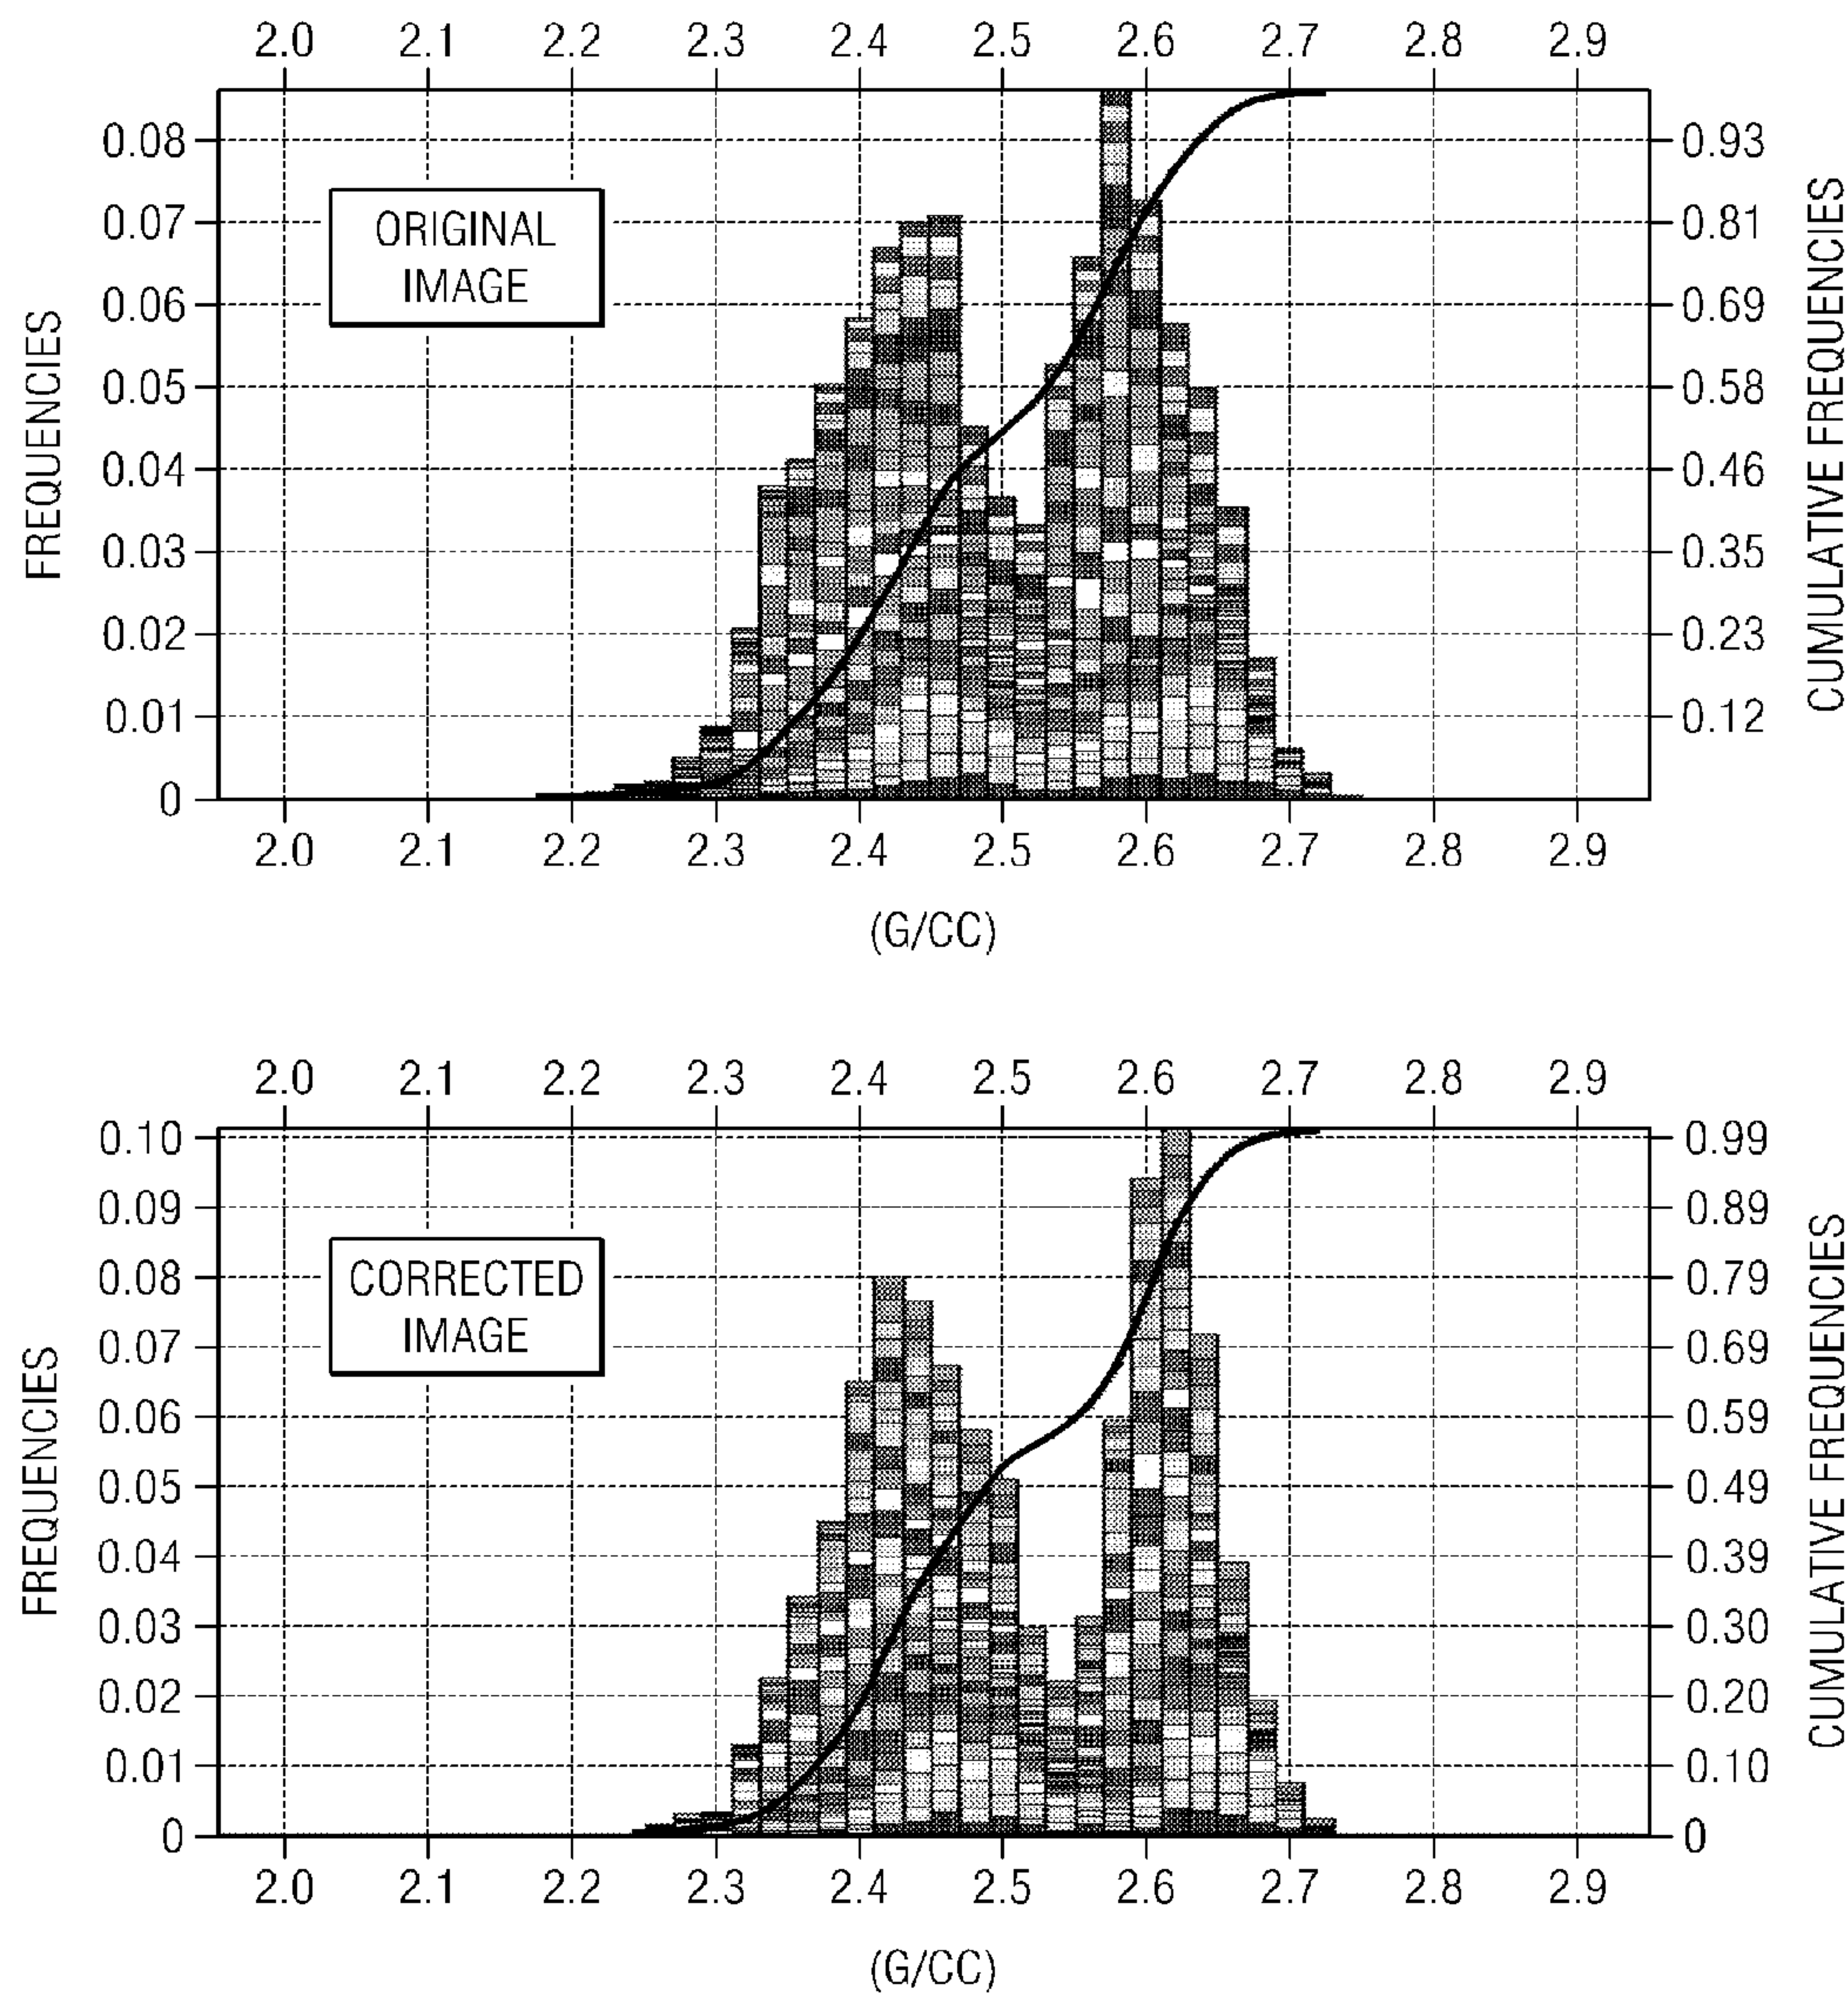 2.0 2.1 2.2 2.3 2.4 2.5 2.6 2.7 2.8 2.9
0.08 0.93
0.07 0.81
ORIGINAL
IMAGE
0.06 0.69
0.05 0.58
0.04 0.46
0.03 0.35
0.02 0.23
0.01 0.12
0
FREQUENCIES
CUMULATIVE FREQUENCIES
2.0 2.1 2.2 2.3 2.4 2.5 2.6 2.7 2.8 2.9
(G/CC)
2.0 2.1 2.2 2.3 2.4 2.5 2.6 2.7 2.8 2.9
0.10 0.99
0.09 0.89
0.08 0.79
CORRECTED
IMAGE
0.07 0.69
0.06 0.59
0.05 0.49
0.04 0.39
0.03 0.30
0.02 0.20
0.01 0.10
0 0
FREQUENCIES
CUMULATIVE FREQUENCIES
2.0 2.1 2.2 2.3 2.4 2.5 2.6 2.7 2.8 2.9
(G/CC)